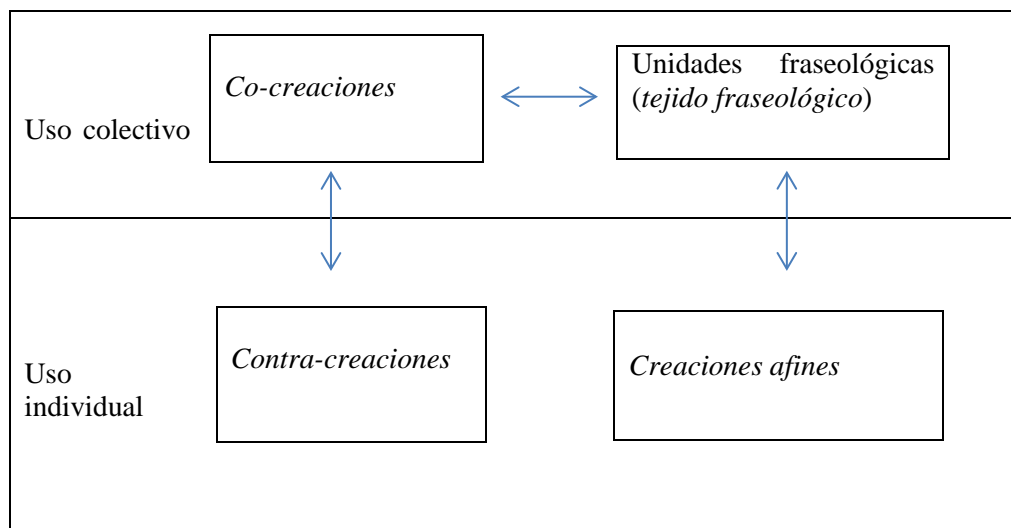 Unidades fraseológicas
Co-creaciones
(tejido fraseológico)
Uso colectivo
Contra-creaciones
Creaciones afines
Uso
individual